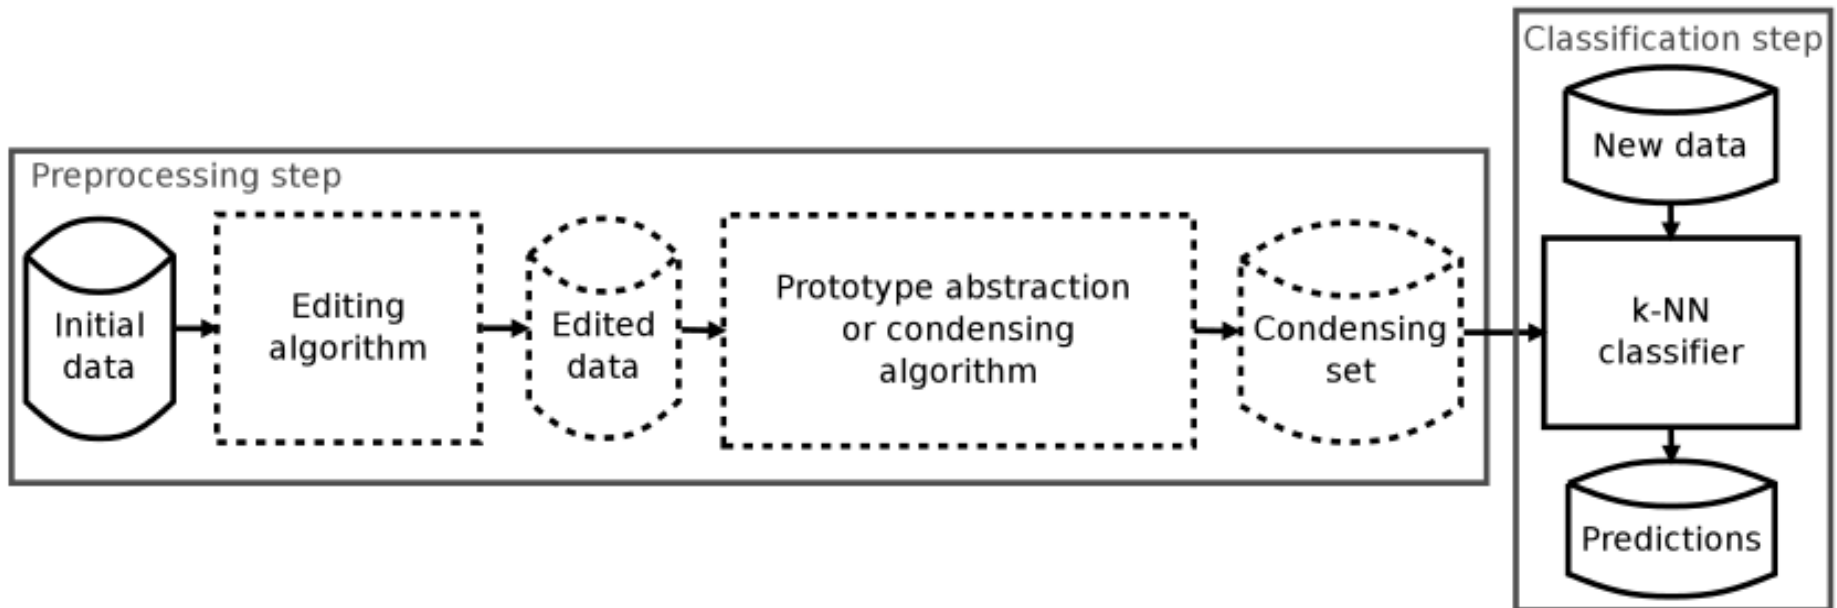 Classification step
New data
Preprocessing step
Initial
data
Editing
algorithm
Edited
data
Prototype abstraction
or condensing
algorithm
Condensing
set
k-NN
classifier
Predictions